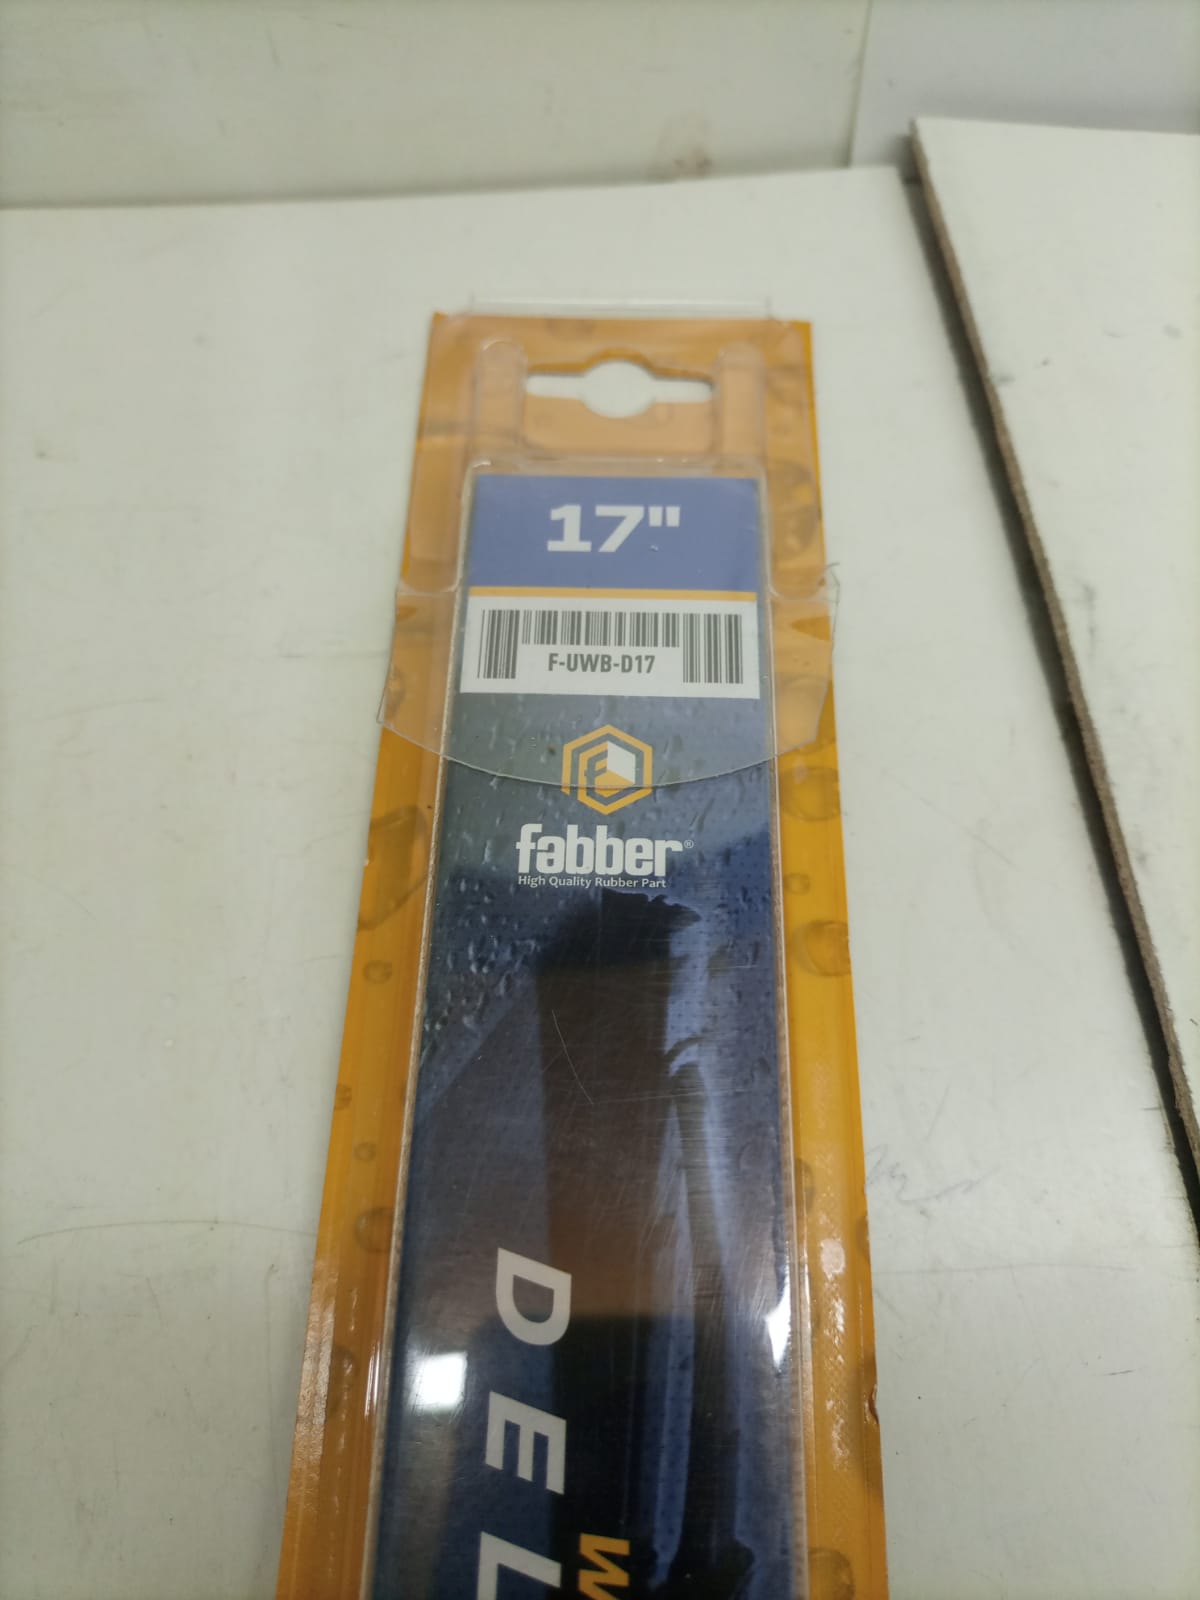 17"
F-UWB-D17
fabber®
High Quality Rubber Part
DEL
W